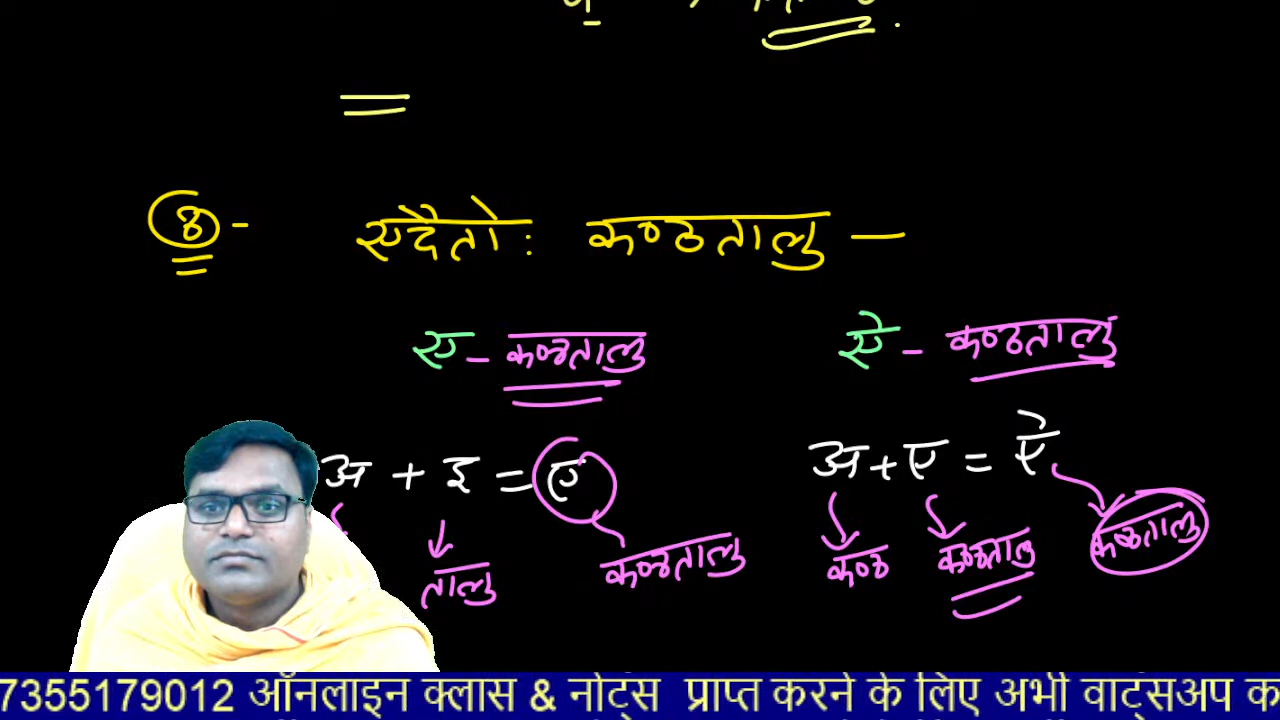 ४ - एदैतोः कण्ठतालु —
ए - कण्ठतालु ऐ - कण्ठतालु
अ + इ = ए अ + ए = ऐ
तालु कण्ठतालु कण्ठ कण्ठतालु कण्ठतालु
7355179012 ऑनलाइन क्लास & नोट्स प्राप्त करने के लिए अभी वाट्सअप क